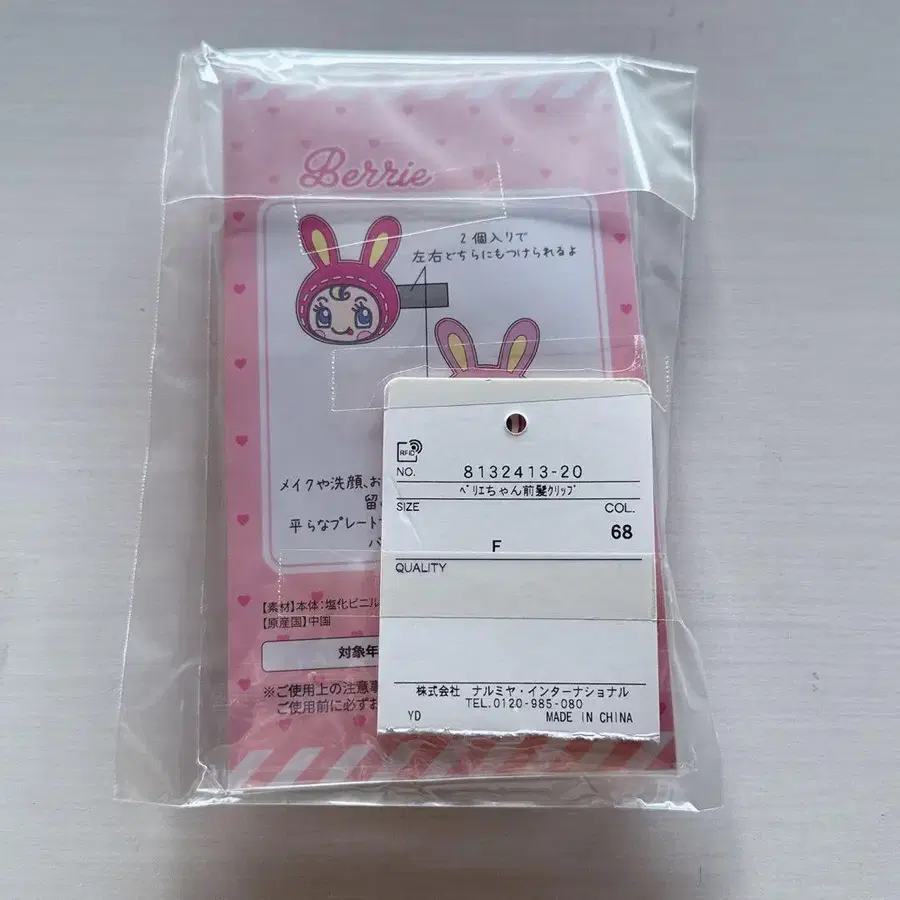 Berrie
2個入りで
左右どちらにもつけられるよ
メイクや洗顔、お
留
平らなプレート
【素材】本体:塩化ビニル
【原産国】中国
対象年
※ご使用上の注意事
ご使用前に必ずお
RFID
NO. 8132413-20
ﾍﾞﾘｴちゃん前髪ｸﾘｯﾌﾟ
SIZE COL.
F 68
QUALITY
株式会社 ナルミヤ・インターナショナル
TEL.0120-985-080
YD MADE IN CHINA